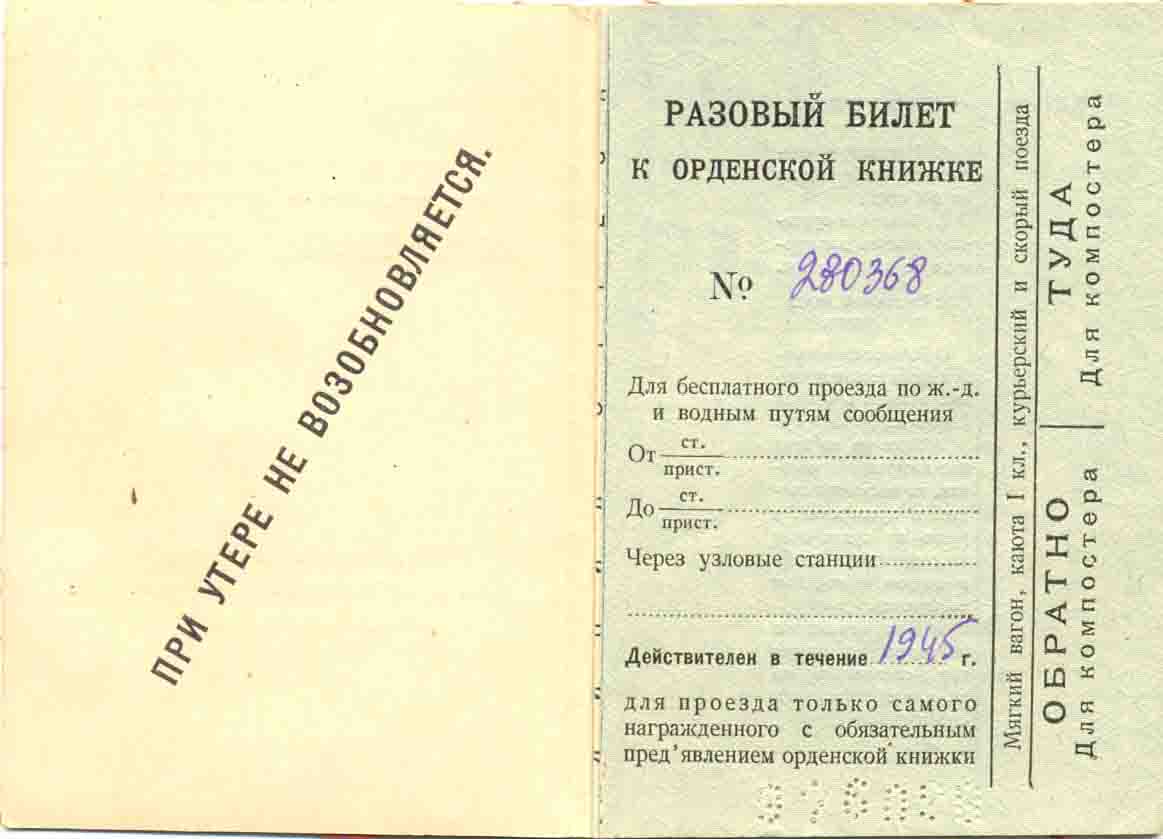 ПРИ УТЕРЕ НЕ ВОЗОБНОВЛЯЕТСЯ.
РАЗОВЫЙ БИЛЕТ
К ОРДЕНСКОЙ КНИЖКЕ
№ 280368
Для бесплатного проезда по ж.-д.
и водным путям сообщения
От ст.
прист.
До ст.
прист.
Через узловые станции
Действителен в течение 1945 г.
для проезда только самого
награжденного с обязательным
пред'явлением орденской книжки
Мягкий вагон, каюта I кл., курьерский и скорый поезда
ОБРАТНО
Для компостера
ТУДА
Для компостера